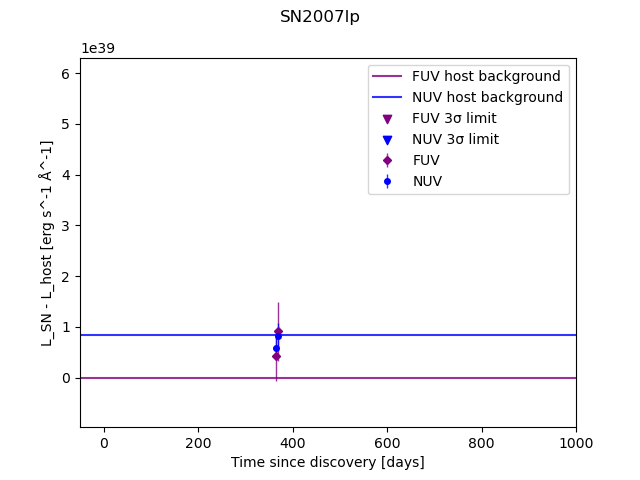 SN2007lp
1e39
6
5
4
3
2
1
0
L_SN - L_host [erg s^-1 Å^-1]
FUV host background
NUV host background
FUV 3σ limit
NUV 3σ limit
FUV
NUV
0 200 400 600 800 1000
Time since discovery [days]